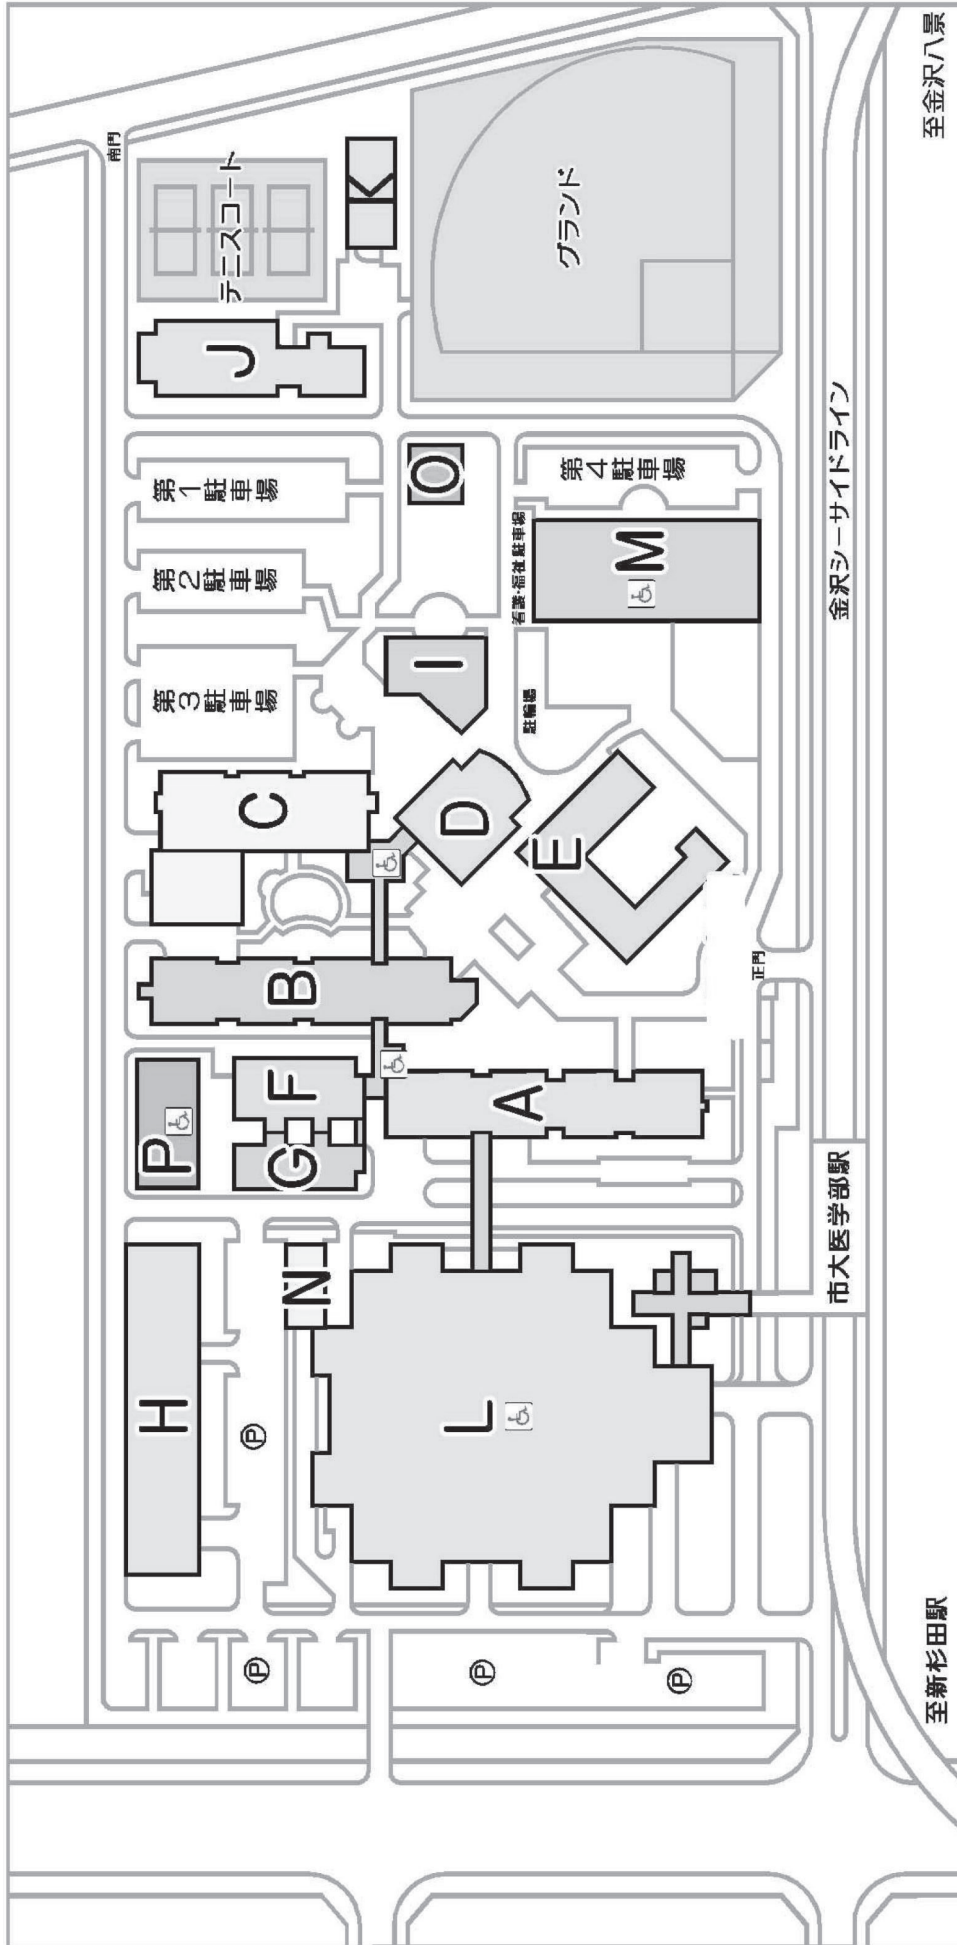 至新杉田駅
市大医学部駅
金沢シーサイドライン
至金沢八景
正門
南門
H
P
G
F
B
C
第3
駐車場
第2
駐車場
第1
駐車場
J
テニスコート
K
N
L
A
D
I
O
E
駐輪場
看護・福祉駐車場
M
第4
駐車場
グランド
P
P
P
P